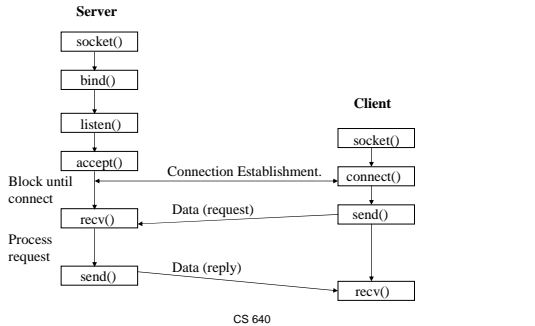 Server
socket()
bind()
listen()
accept()
Block until
connect
recv()
Process
request
send()
Connection Establishment.
Data (request)
Data (reply)
Client
socket()
connect()
send()
recv()
CS 640